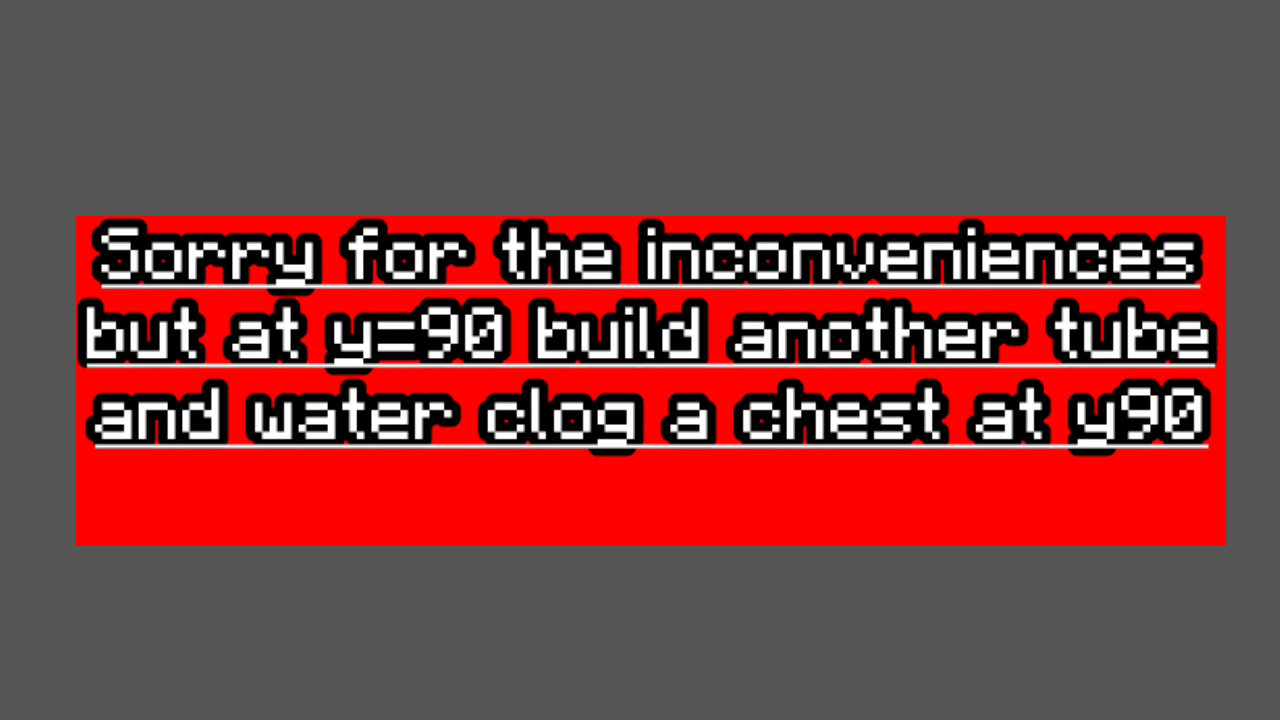 Sorry for the inconveniences
but at y=90 build another tube
and water clog a chest at y90